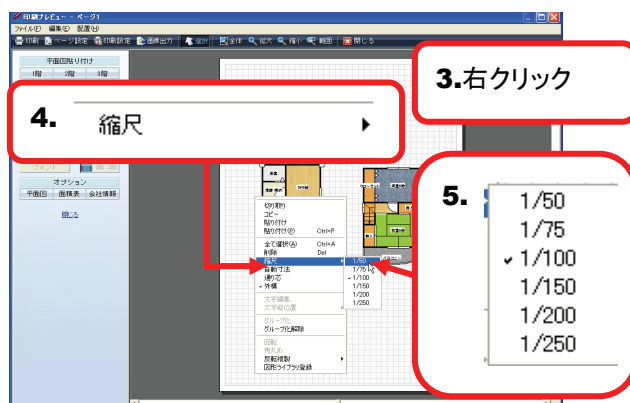 印刷プレビュー - ページ1
ファイル(F) 編集(E) 配置(H)
印刷 ページ設定 印刷設定 画像出力 選択 全体 拡大 縮小 範囲 閉じる
平面図貼り付け
1階 2階 3階
3.右クリック
4. 縮尺
フォント
オプション
平面図 面積表 会社情報
閉じる
切り取り
コピー
貼り付け
貼り付け(P) Ctrl+P
全て選択(A) Ctrl+A
削除 Del
縮尺
自動寸法
通り芯
外構
文字編集
文字縦位置
グループ化
グループ化解除
回転
角丸め
反転複製
図形ライブラリ登録
1/50
1/75
1/100
1/150
1/200
1/250
5.
1/50
1/75
1/100
1/150
1/200
1/250